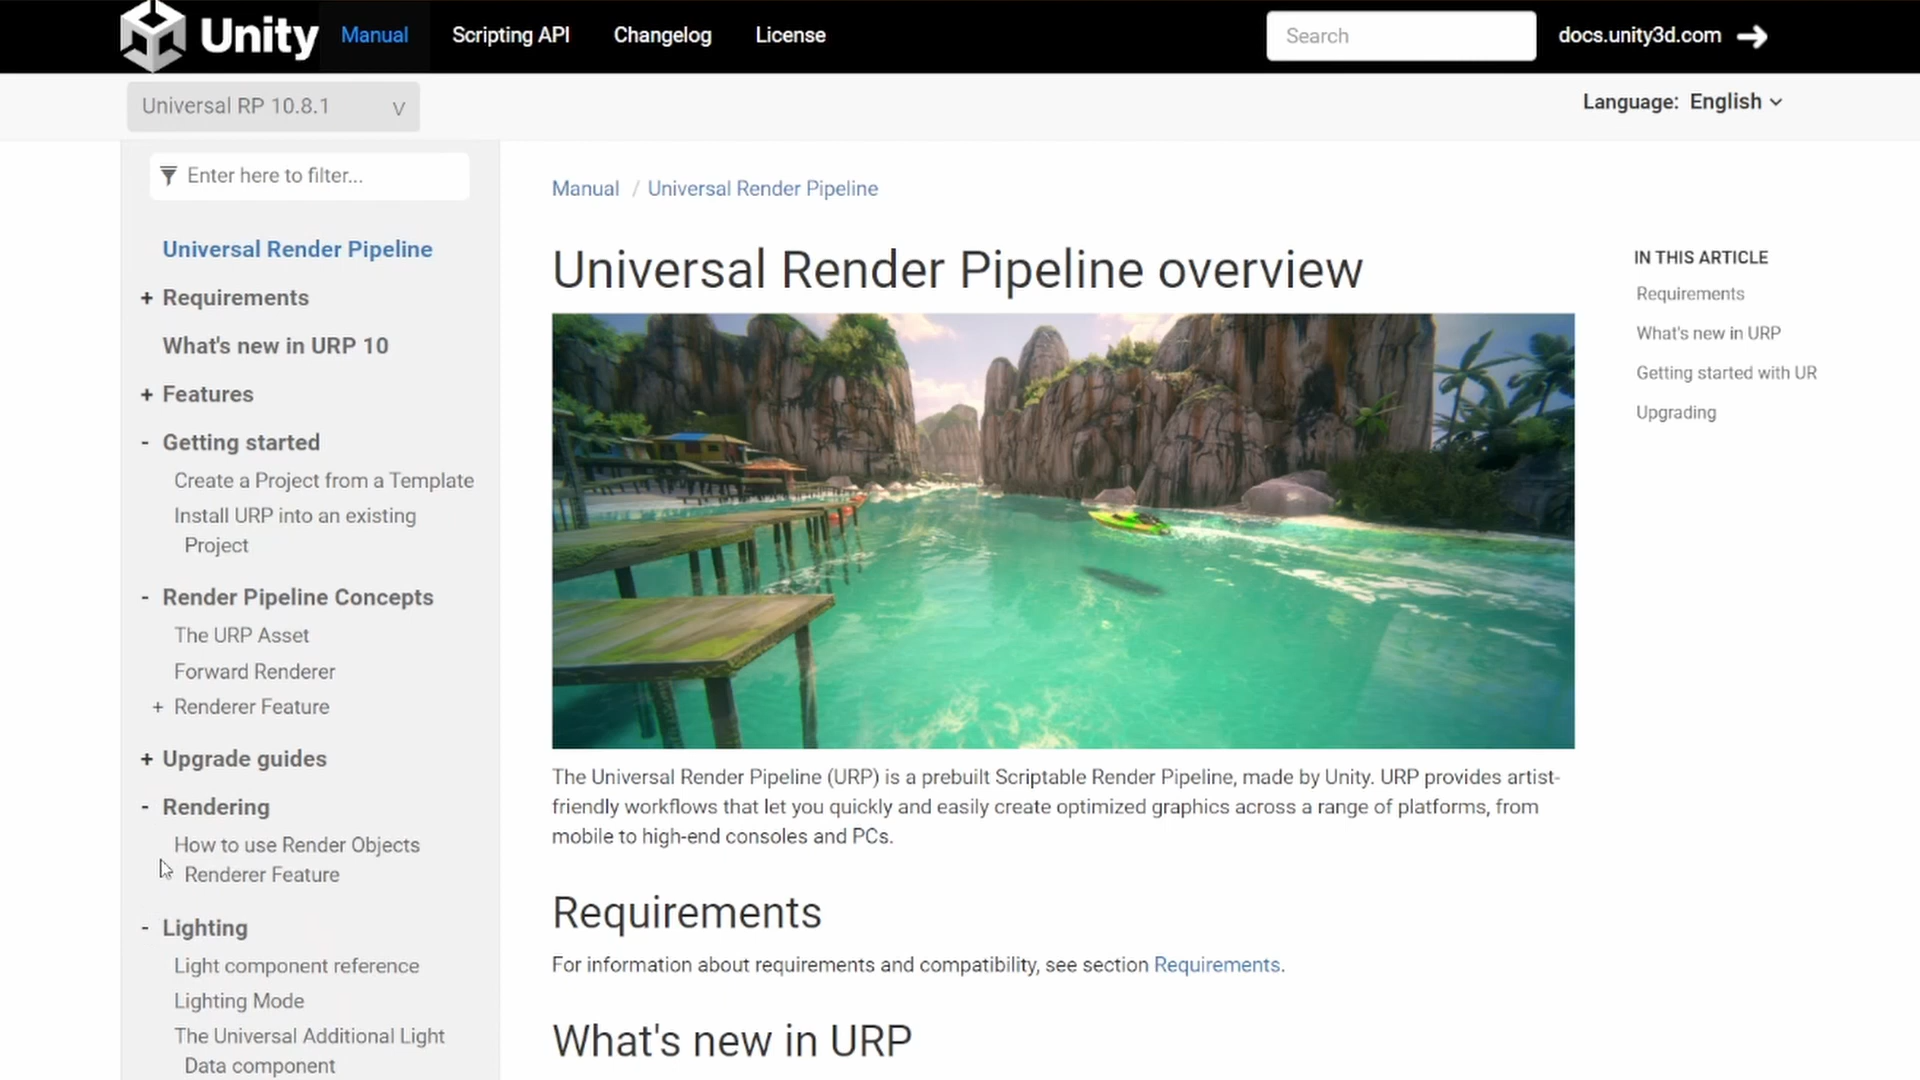 Unity
Manual
Scripting API
Changelog
License
Search
docs.unity3d.com
Universal RP 10.8.1
Language: English
Enter here to filter...
Universal Render Pipeline
+ Requirements
What's new in URP 10
+ Features
- Getting started
Create a Project from a Template
Install URP into an existing
Project
- Render Pipeline Concepts
The URP Asset
Forward Renderer
+ Renderer Feature
+ Upgrade guides
- Rendering
How to use Render Objects
Renderer Feature
- Lighting
Light component reference
Lighting Mode
The Universal Additional Light
Data component
Manual / Universal Render Pipeline
Universal Render Pipeline overview
The Universal Render Pipeline (URP) is a prebuilt Scriptable Render Pipeline, made by Unity. URP provides artist-
friendly workflows that let you quickly and easily create optimized graphics across a range of platforms, from
mobile to high-end consoles and PCs.
Requirements
For information about requirements and compatibility, see section Requirements.
What's new in URP
IN THIS ARTICLE
Requirements
What's new in URP
Getting started with UR
Upgrading